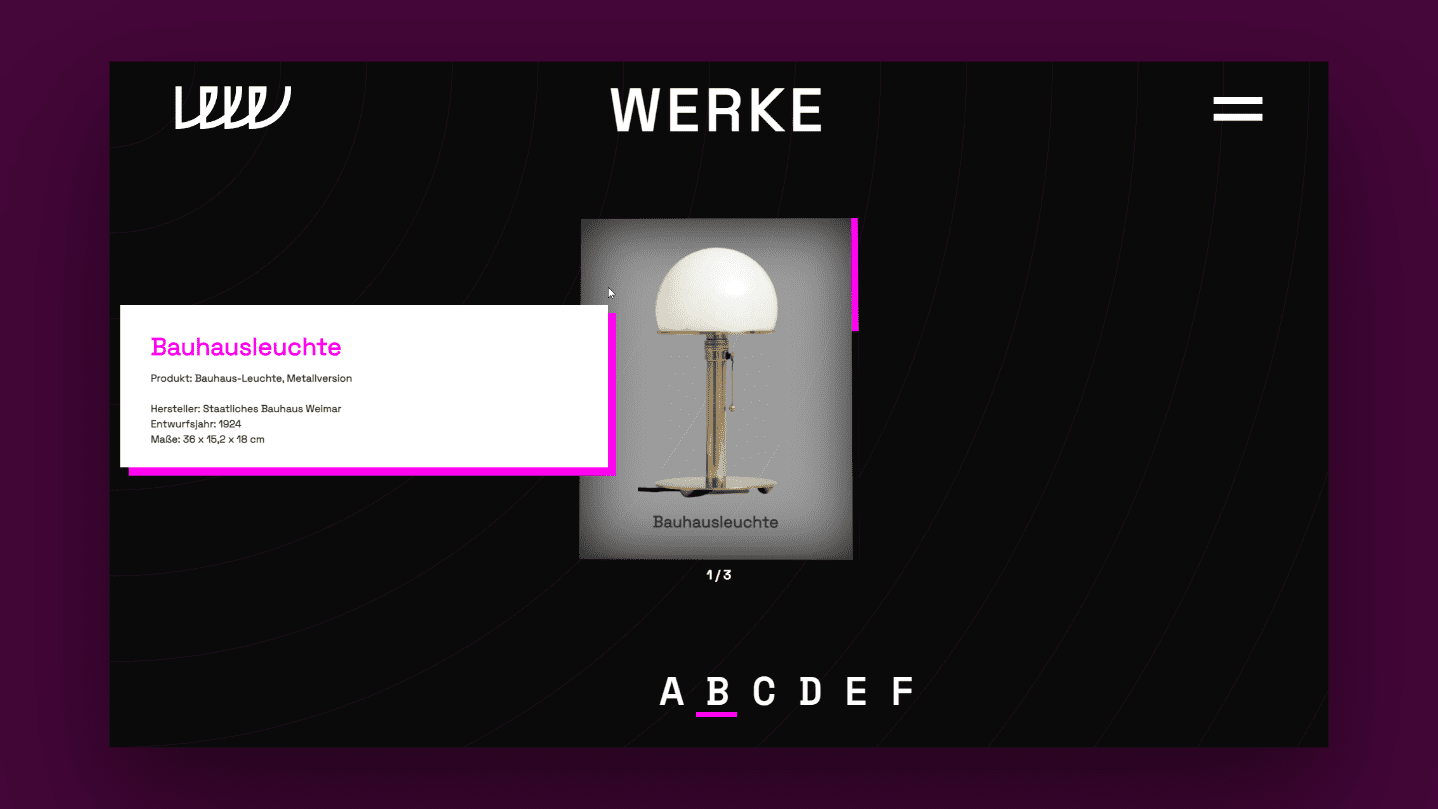 WERKE
Bauhausleuchte
Produkt: Bauhaus-Leuchte, Metallversion
Hersteller: Staatliches Bauhaus Weimar
Entwurfsjahr: 1924
Maße: 36 x 15,2 x 18 cm
Bauhausleuchte
1/3
A B C D E F